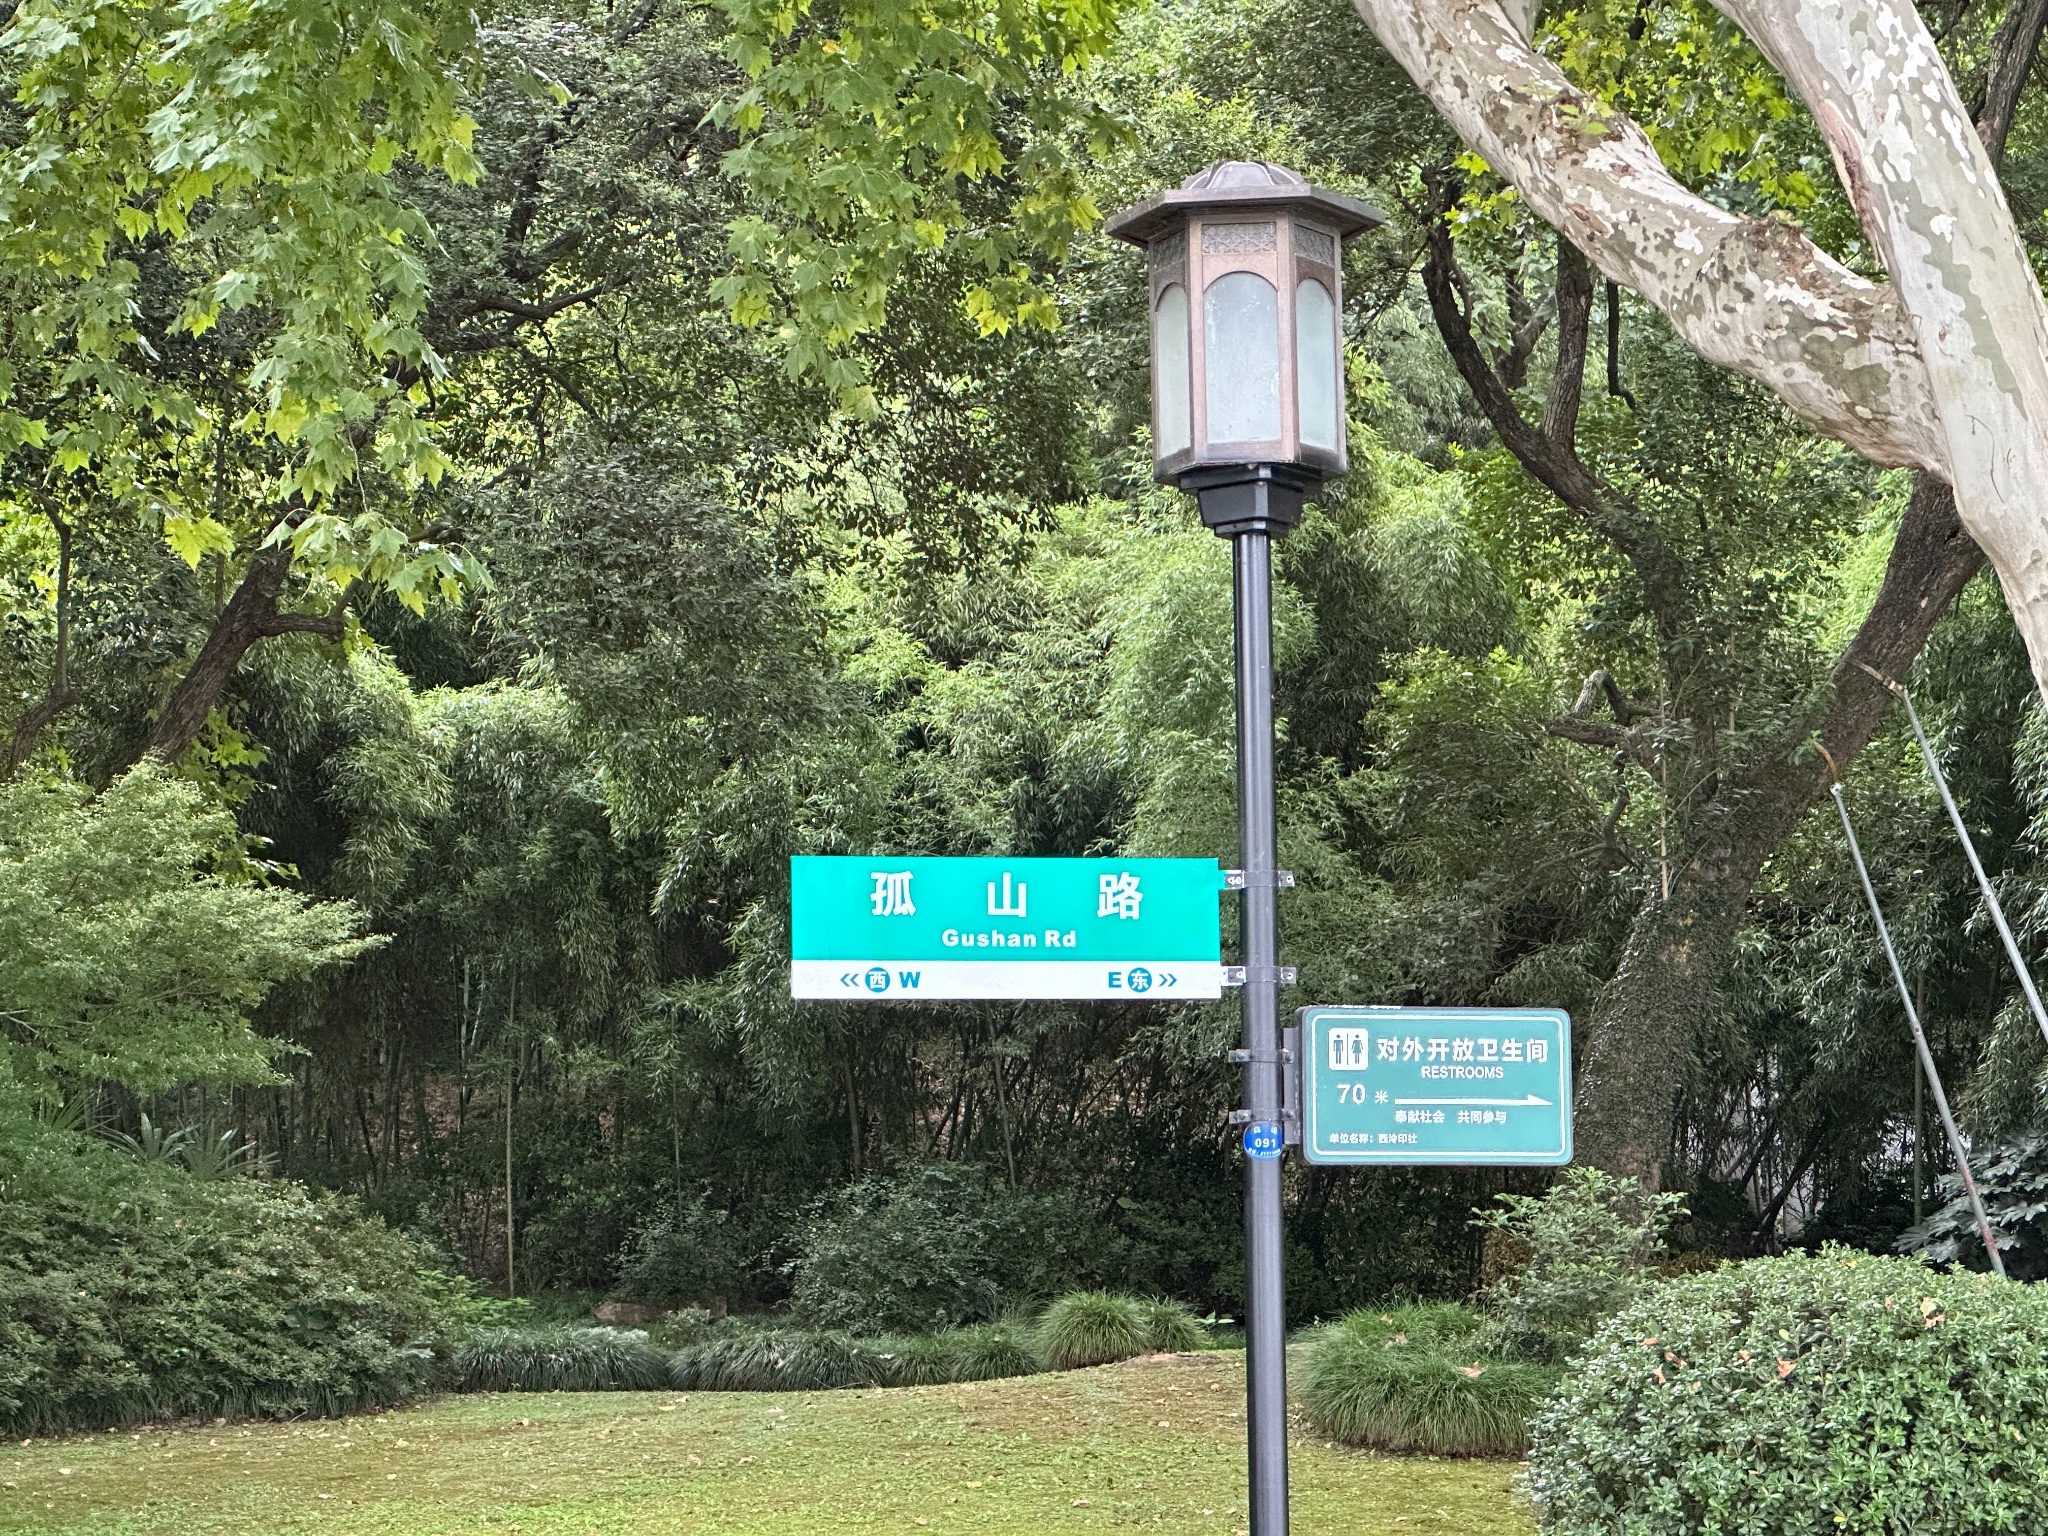 孤 山 路
Gushan Rd
《 西 W E 东 》
对外开放卫生间
RESTROOMS
70 米
奉献社会 共同参与
单位名称：西泠印社
091